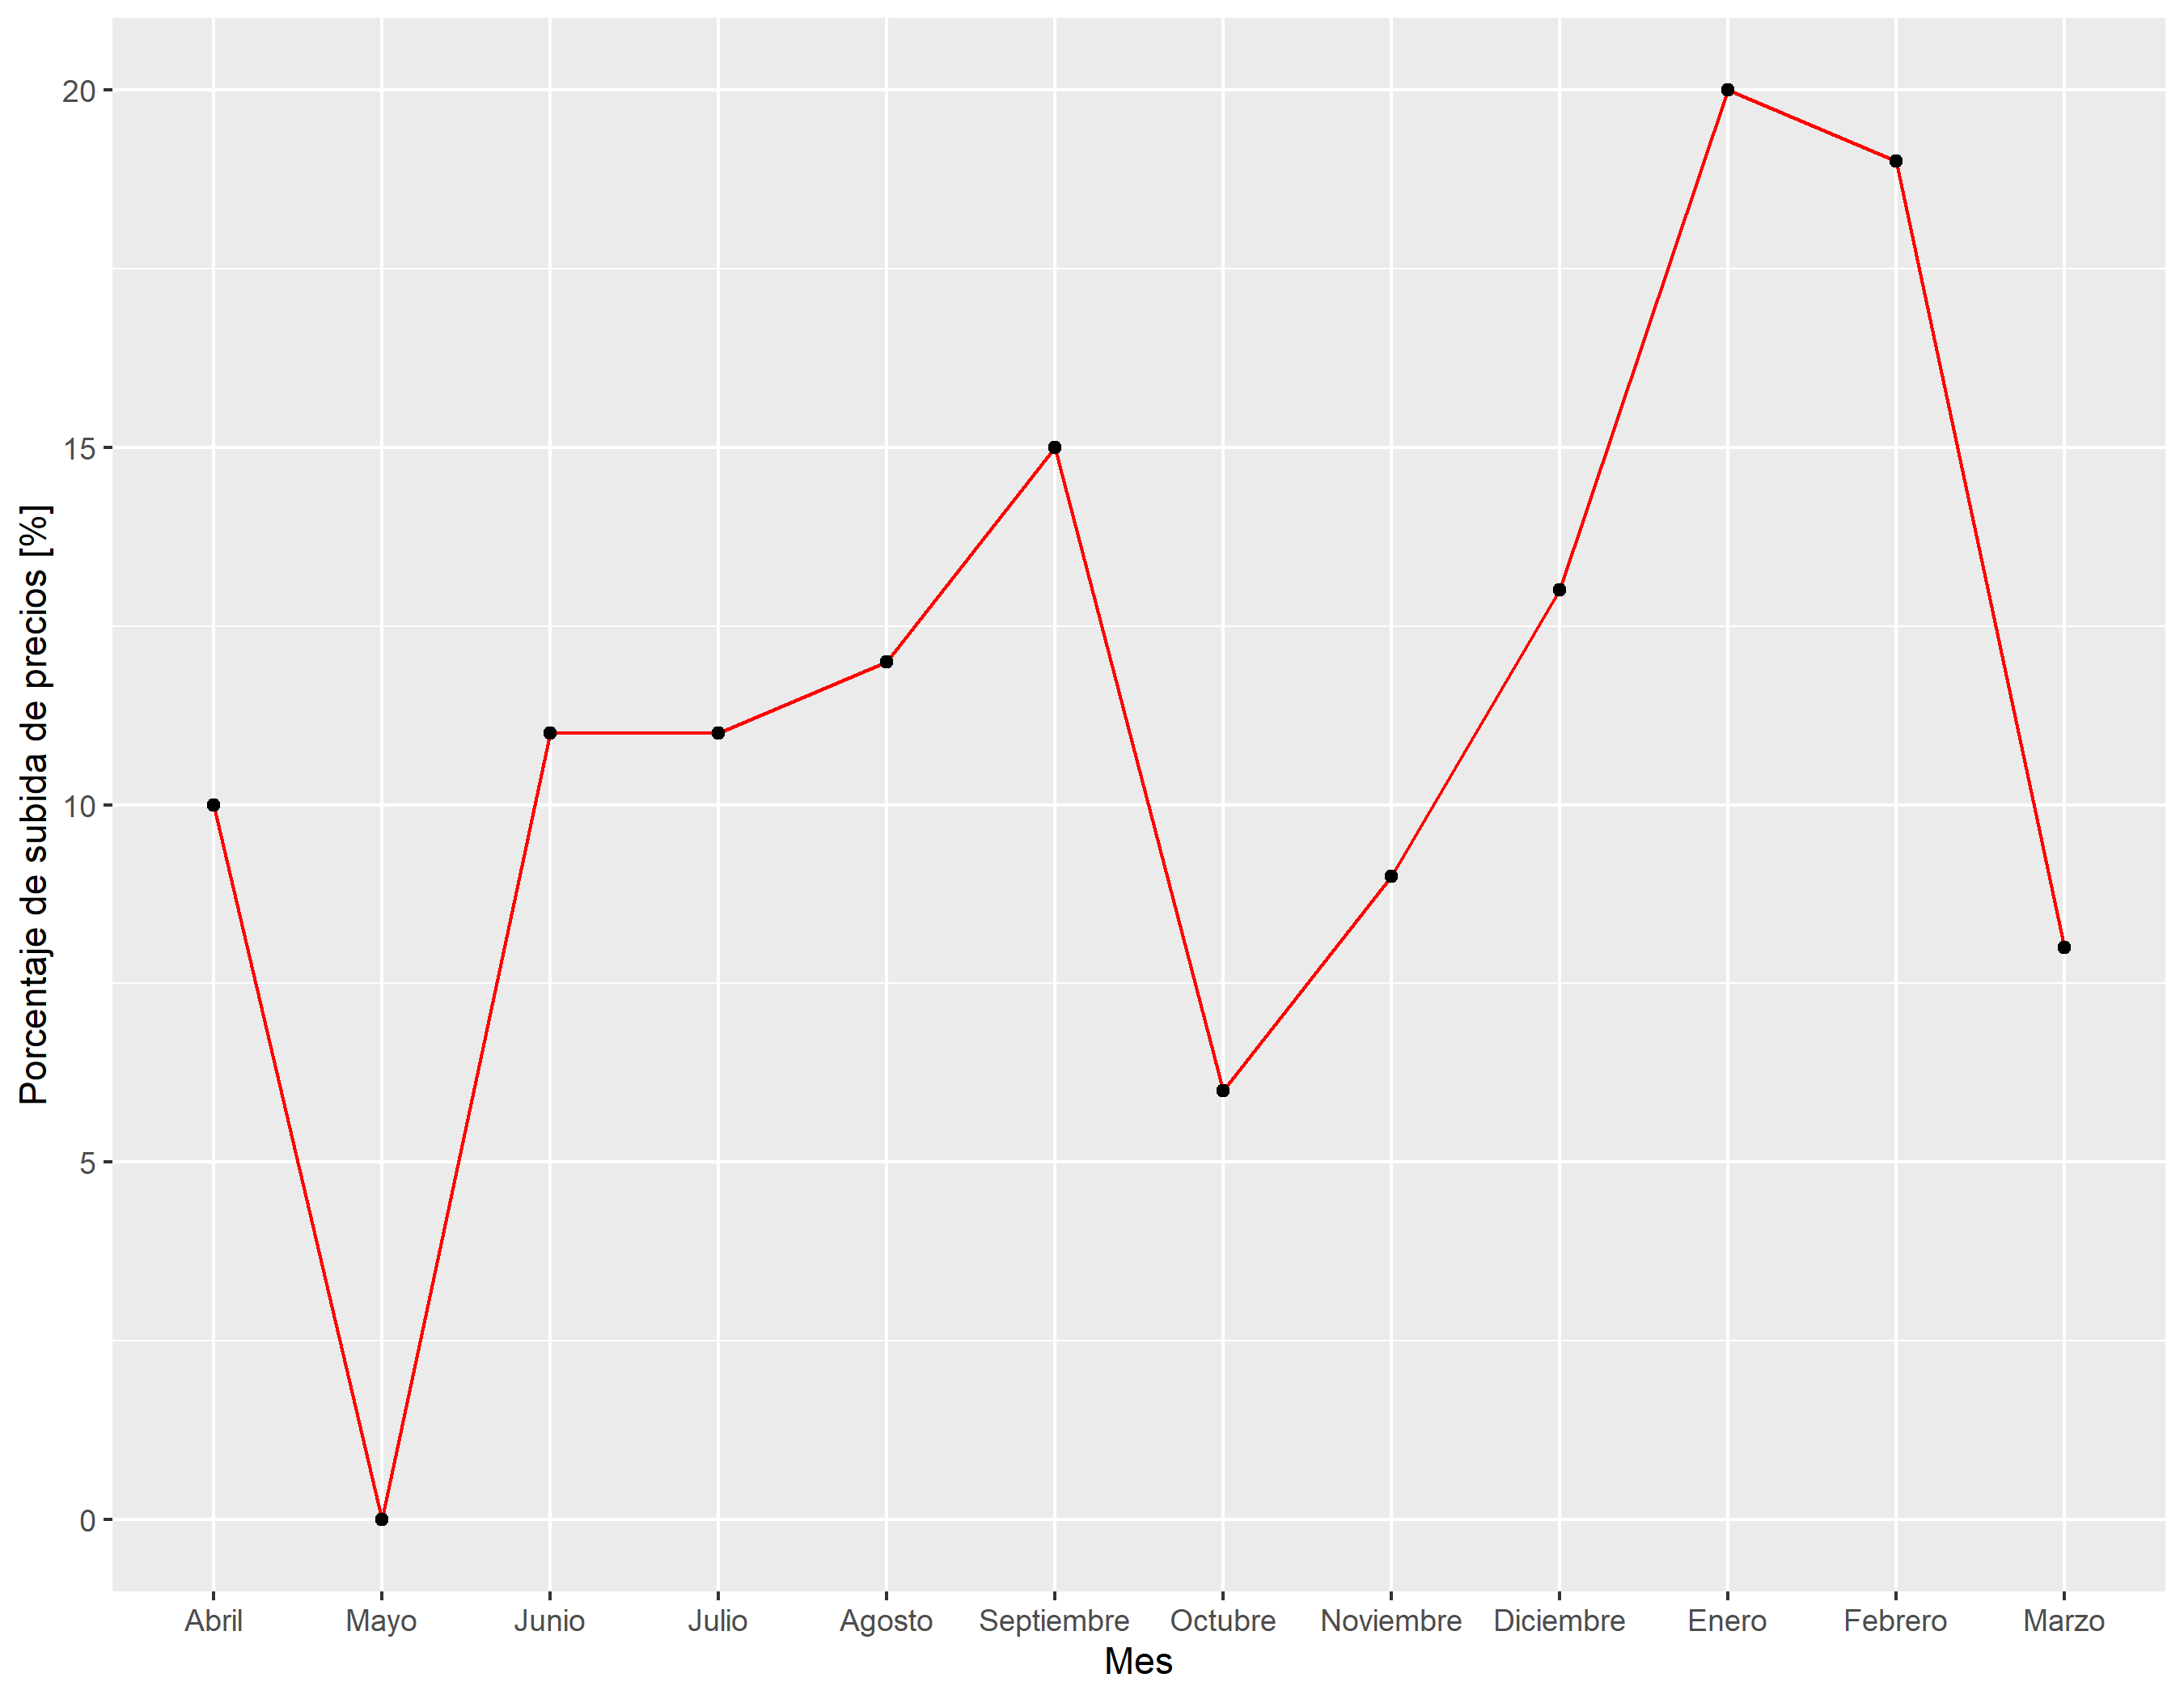 Porcentaje de subida de precios [%]
20
15
10
5
0
Abril Mayo Junio Julio Agosto Septiembre Octubre Noviembre Diciembre Enero Febrero Marzo
Mes